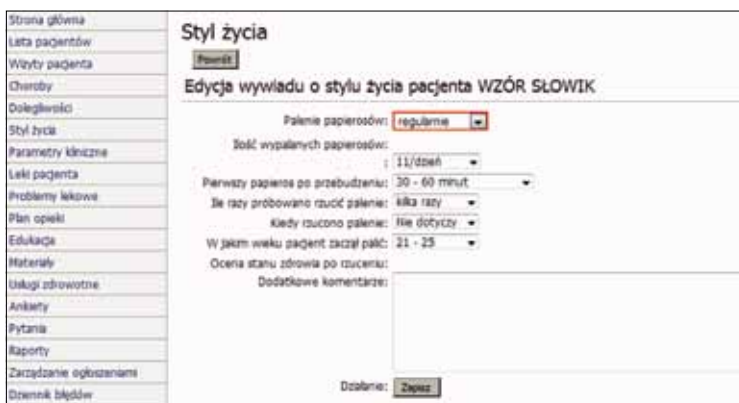 Strona główna
Lista pacjentów
Wizyty pacjenta
Choroby
Dolegliwości
Styl życia
Parametry kliniczne
Leki pacjenta
Problemy lekowe
Plan opieki
Edukacja
Materiały
Usługi zdrowotne
Ankiety
Pytania
Raporty
Zarządzanie ogłoszeniami
Dziennik błędów
Styl życia
Powrót
Edycja wywiadu o stylu życia pacjenta WZÓR SŁOWIK
Palenie papierosów: regularnie
Ilość wypalanych papierosów:
: 11/dzień
Pierwszy papieros po przebudzeniu: 30 - 60 minut
Ile razy próbowano rzucić palenie: kilka razy
Kiedy rzucono palenie: Nie dotyczy
W jakim wieku pacjent zaczął palić: 21 - 25
Ocena stanu zdrowia po rzuceniu:
Dodatkowe komentarze:
Działanie: Zapisz